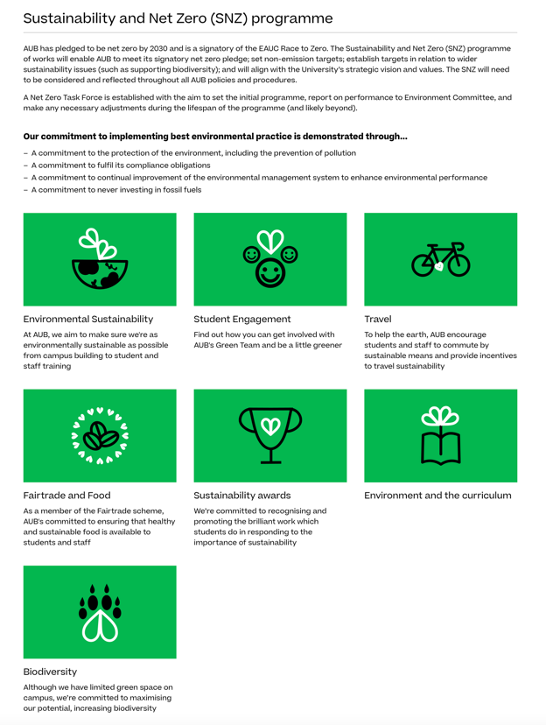 Sustainability and Net Zero (SNZ) programme
AUB has pledged to be net zero by 2030 and is a signatory of the EAUC Race to Zero. The Sustainability and Net Zero (SNZ) programme
of works will enable AUB to meet its signatory net zero pledge; set non-emission targets; establish targets in relation to wider
sustainability issues (such as supporting biodiversity); and will align with the University's strategic vision and values. The SNZ will need
to be considered and reflected throughout all AUB policies and procedures.
A Net Zero Task Force is established with the aim to set the initial programme, report on performance to Environment Committee, and
make any necessary adjustments during the lifespan of the programme (and likely beyond).
Our commitment to implementing best environmental practice is demonstrated through...
– A commitment to the protection of the environment, including the prevention of pollution
– A commitment to fulfil its compliance obligations
– A commitment to continual improvement of the environmental management system to enhance environmental performance
– A commitment to never investing in fossil fuels
Environmental Sustainability
At AUB, we aim to make sure we're as
environmentally sustainable as possible
from campus building to student and
staff training
Student Engagement
Find out how you can get involved with
AUB's Green Team and be a little greener
Travel
To help the earth, AUB encourage
students and staff to commute by
sustainable means and provide incentives
to travel sustainability
Fairtrade and Food
As a member of the Fairtrade scheme,
AUB's committed to ensuring that healthy
and sustainable food is available to
students and staff
Sustainability awards
We're committed to recognising and
promoting the brilliant work which
students do in responding to the
importance of sustainability
Environment and the curriculum
Biodiversity
Although we have limited green space on
campus, we're committed to maximising
our potential, increasing biodiversity